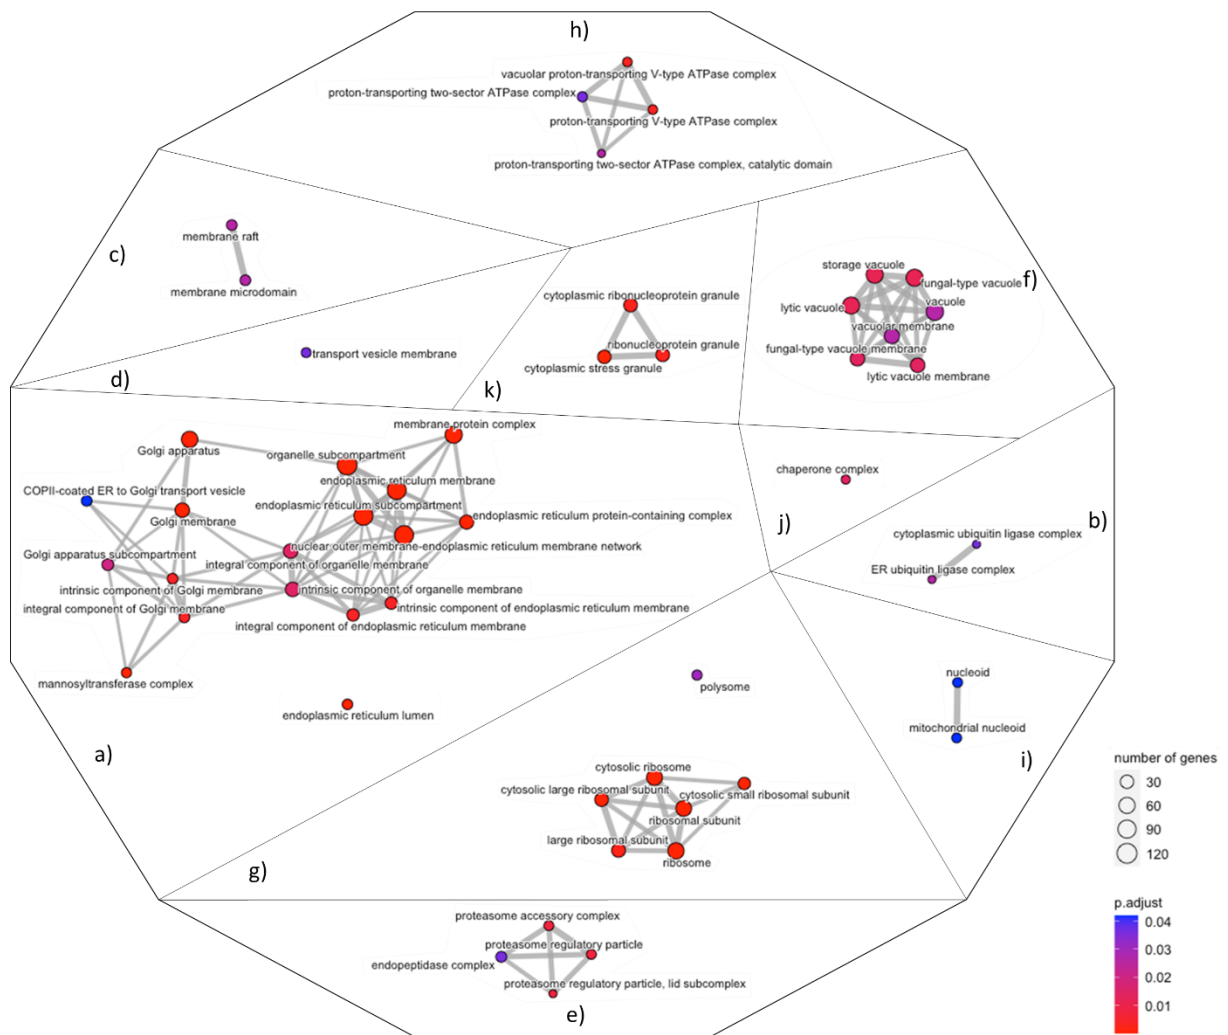 h)
vacuolar proton-transporting V-type ATPase complex
proton-transporting two-sector ATPase complex
proton-transporting V-type ATPase complex
proton-transporting two-sector ATPase complex, catalytic domain
c)
membrane raft
membrane microdomain
d)
transport vesicle membrane
k)
cytoplasmic ribonucleoprotein granule
ribonucleoprotein granule
cytoplasmic stress granule
f)
storage vacuole
fungal-type vacuole
lytic vacuole
vacuole
vacuolar membrane
fungal-type vacuole membrane
lytic vacuole membrane
membrane protein complex
Golgi apparatus
organelle subcompartment
endoplasmic reticulum membrane
COPII-coated ER to Golgi transport vesicle
endoplasmic reticulum subcompartment
Golgi membrane
endoplasmic reticulum protein-containing complex
nuclear outer membrane-endoplasmic reticulum membrane network
Golgi apparatus subcompartment
integral component of organelle membrane
intrinsic component of Golgi membrane
intrinsic component of organelle membrane
integral component of Golgi membrane
intrinsic component of endoplasmic reticulum membrane
integral component of endoplasmic reticulum membrane
mannosyltransferase complex
endoplasmic reticulum lumen
a)
chaperone complex
j)
b)
cytoplasmic ubiquitin ligase complex
ER ubiquitin ligase complex
nucleoid
mitochondrial nucleoid
i)
polysome
cytosolic ribosome
cytosolic large ribosomal subunit
cytosolic small ribosomal subunit
ribosomal subunit
large ribosomal subunit
ribosome
g)
proteasome accessory complex
proteasome regulatory particle
endopeptidase complex
proteasome regulatory particle, lid subcomplex
e)
number of genes
30
60
90
120
p.adjust
0.04
0.03
0.02
0.01